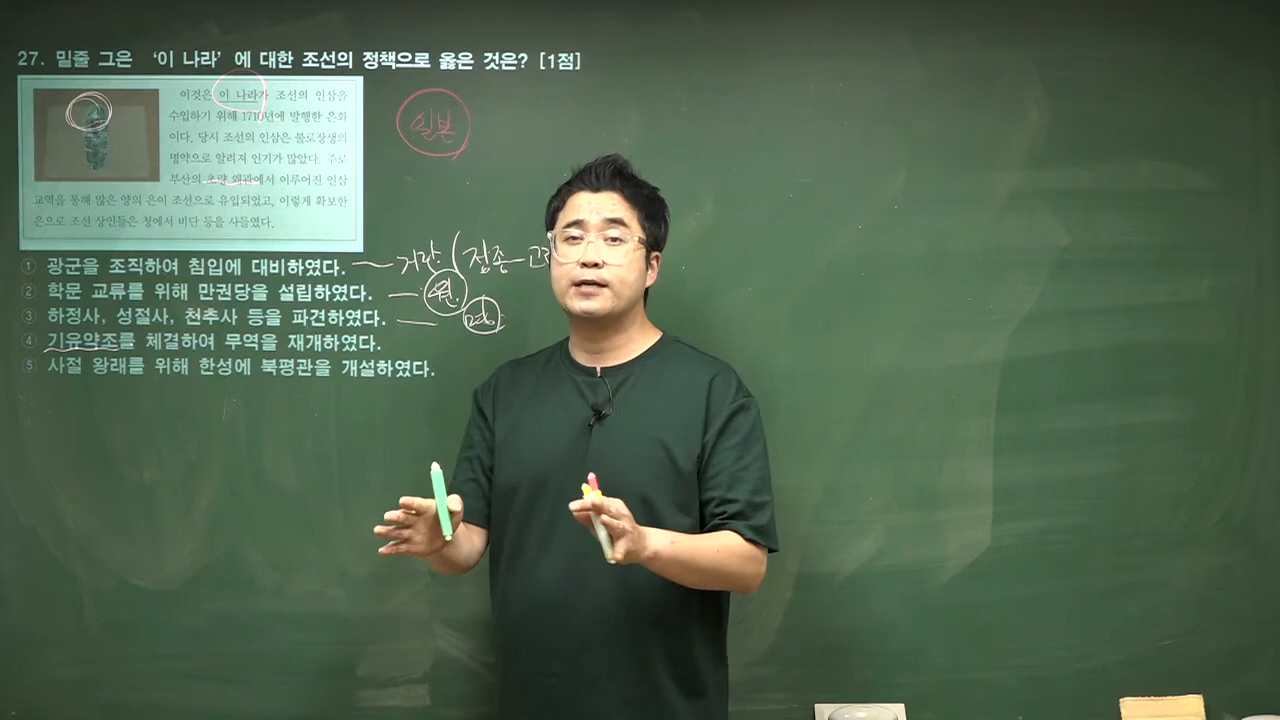 27. 밑줄 그은 '이 나라'에 대한 조선의 정책으로 옳은 것은? [1점]
이것은 이 나라가 조선의 인삼을
수입하기 위해 1710년에 발행한 은화
이다. 당시 조선의 인삼은 불로장생의
명약으로 알려져 인기가 많았다. 주로
부산의 초량 왜관에서 이루어진 인삼
교역을 통해 많은 양의 은이 조선으로 유입되었고, 이렇게 확보한
은으로 조선 상인들은 청에서 비단 등을 사들였다.
일본
① 광군을 조직하여 침입에 대비하였다. — 거란 (정종-고
② 학문 교류를 위해 만권당을 설립하였다. — 원
③ 하정사, 성절사, 천추사 등을 파견하였다. — 명
④ 기유약조를 체결하여 무역을 재개하였다.
⑤ 사절 왕래를 위해 한성에 북평관을 개설하였다.